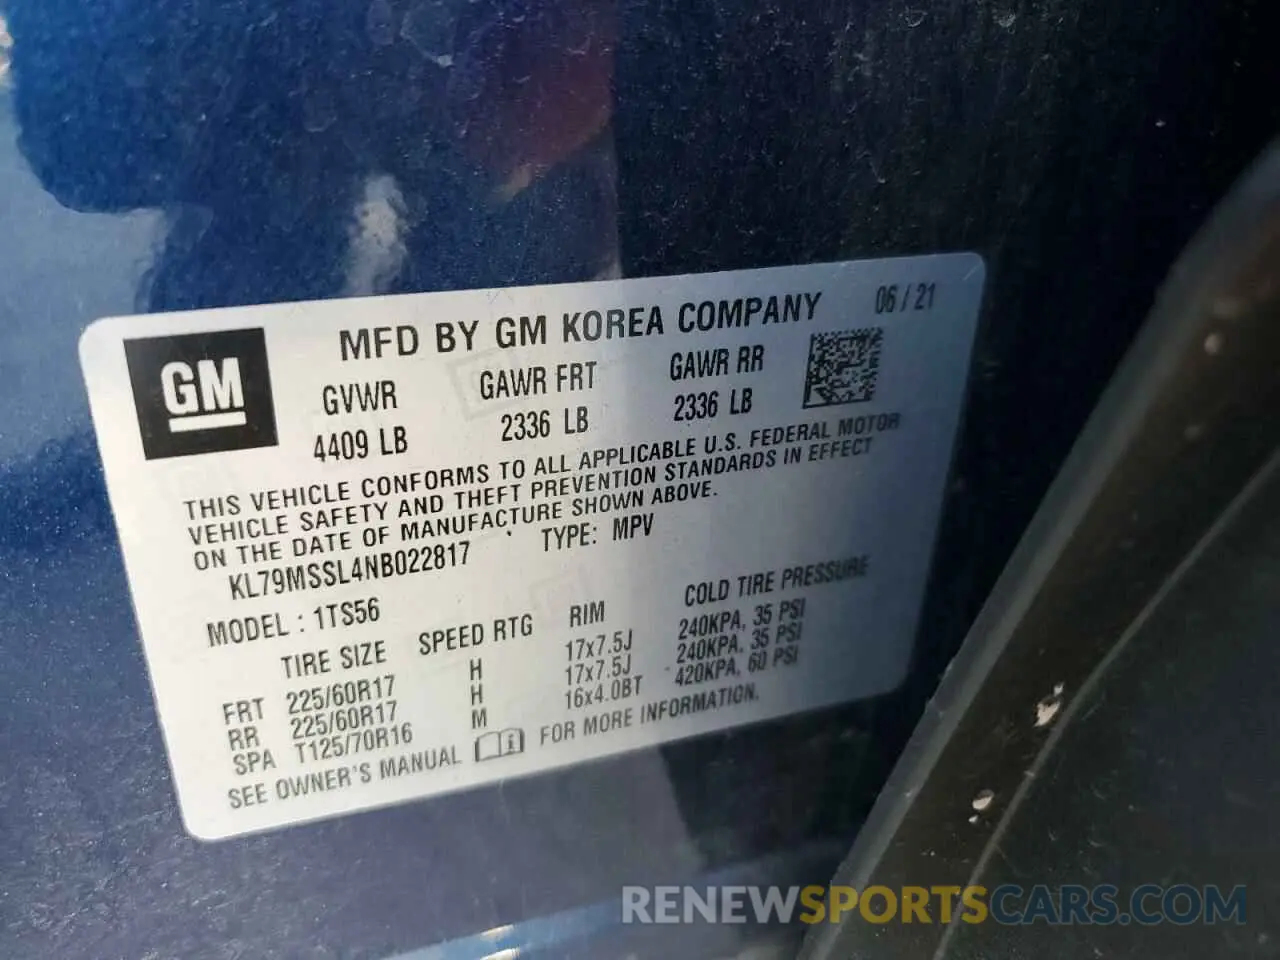 MFD BY GM KOREA COMPANY 06 / 21
GM
GVWR GAWR FRT GAWR RR
4409 LB 2336 LB 2336 LB
THIS VEHICLE CONFORMS TO ALL APPLICABLE U.S. FEDERAL MOTOR
VEHICLE SAFETY AND THEFT PREVENTION STANDARDS IN EFFECT
ON THE DATE OF MANUFACTURE SHOWN ABOVE.
KL79MSSL4NB022817 TYPE: MPV
MODEL : 1TS56
TIRE SIZE SPEED RTG RIM COLD TIRE PRESSURE
FRT 225/60R17 H 17x7.5J 240KPA, 35 PSI
RR 225/60R17 H 17x7.5J 240KPA, 35 PSI
SPA T125/70R16 M 16x4.0BT 420KPA, 60 PSI
SEE OWNER'S MANUAL FOR MORE INFORMATION.
RENEWSPORTSCARS.COM